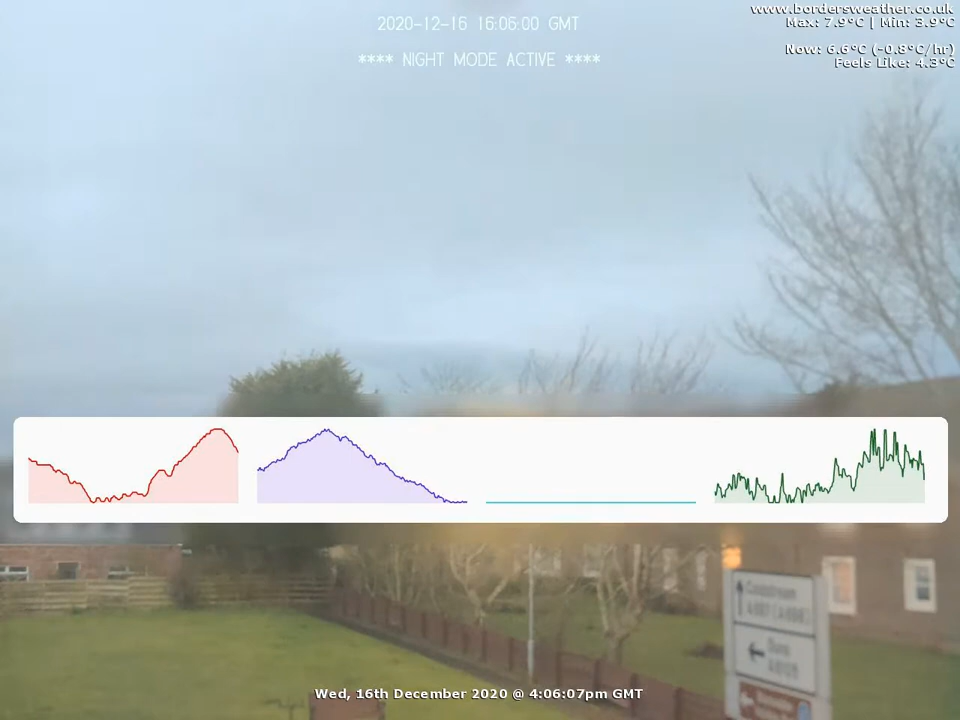 www.bordersweather.co.uk
Max: 7.9°C | Min: 3.9°C
2020-12-16 16:06:00 GMT
Now: 6.6°C (-0.8°C/hr)
**** NIGHT MODE ACTIVE ****
Feels Like: 4.3°C
Coldstream
Duns
Wed, 16th December 2020 @ 4:06:07pm GMT